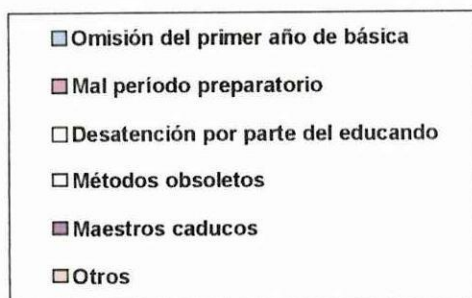 Omisión del primer año de básica
Mal período preparatorio
Desatención por parte del educando
Métodos obsoletos
Maestros caducos
Otros